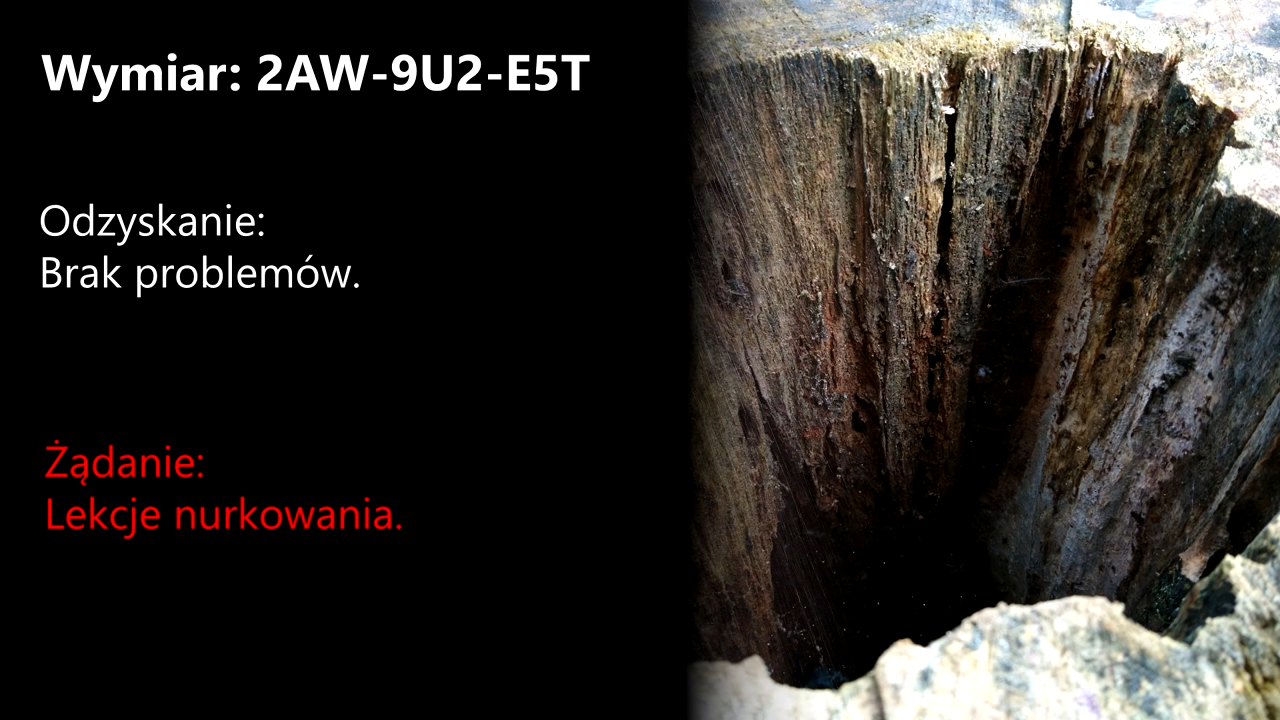 Wymiar: 2AW-9U2-E5T
Odzyskanie:
Brak problemów.
Żądanie:
Lekcje nurkowania.